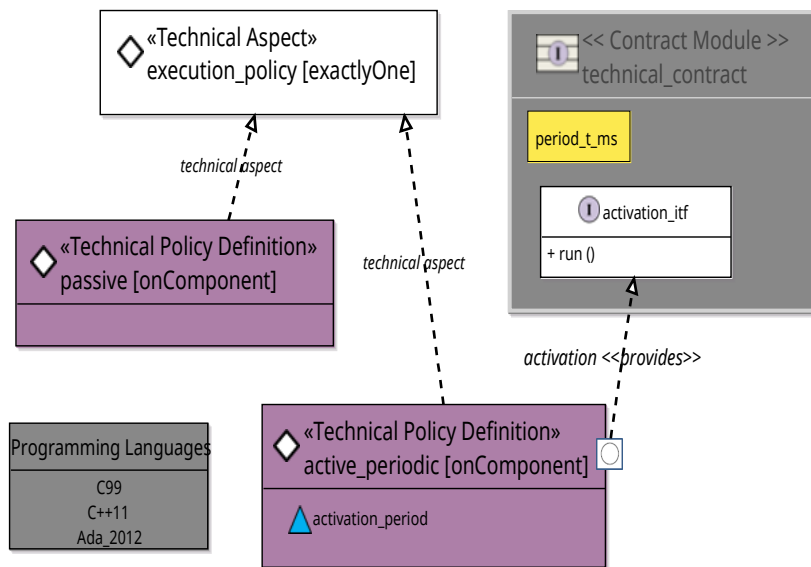 «Technical Aspect»
execution_policy [exactlyOne]
<< Contract Module >>
technical_contract
period_t_ms
technical aspect
activation_itf
+ run ()
«Technical Policy Definition»
passive [onComponent]
technical aspect
activation <<provides>>
«Technical Policy Definition»
active_periodic [onComponent]
activation_period
Programming Languages
C99
C++11
Ada_2012